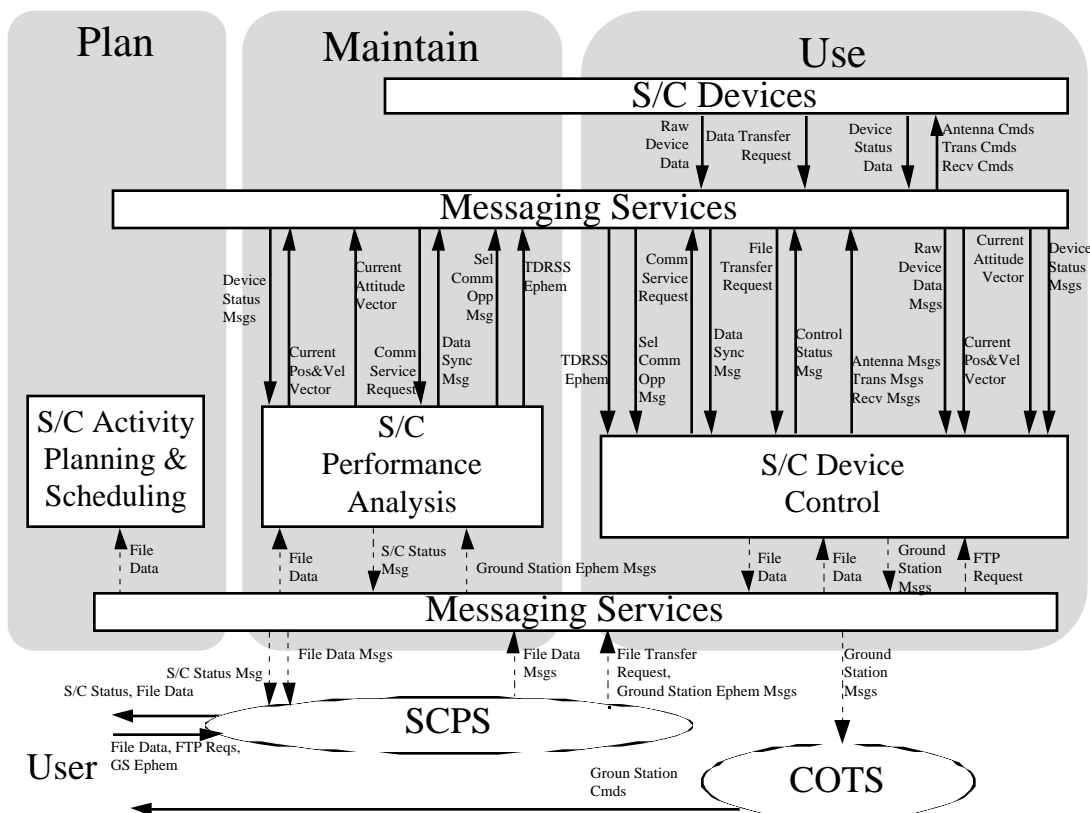 Plan
Maintain
Use
S/C Devices
Raw
Device
Data
Data Transfer
Request
Device
Status
Data
Antenna Cmds
Trans Cmds
Recv Cmds
Messaging Services
Device
Status
Msgs
Current
Pos&Vel
Vector
Current
Attitude
Vector
Comm
Service
Request
Data
Sync
Msg
Sel
Comm
Opp
Msg
TDRSS
Ephem
TDRSS
Ephem
Sel
Comm
Opp
Msg
Comm
Service
Request
Data
Sync
Msg
File
Transfer
Request
Control
Status
Msg
Antenna Msgs
Trans Msgs
Recv Msgs
Raw
Device
Data
Msgs
Current
Pos&Vel
Vector
Current
Attitude
Vector
Device
Status
Msgs
S/C Activity
Planning &
Scheduling
S/C
Performance
Analysis
S/C Device
Control
File
Data
File
Data
S/C Status
Msg
Ground Station Ephem Msgs
File
Data
File
Data
Ground
Station
Msgs
FTP
Request
Messaging Services
S/C Status Msg
File Data Msgs
File Data
Msgs
File Transfer
Request,
Ground Station Ephem Msgs
Ground
Station
Msgs
S/C Status, File Data
SCPS
File Data, FTP Reqs,
GS Ephem
User
Groun Station
Cmds
COTS